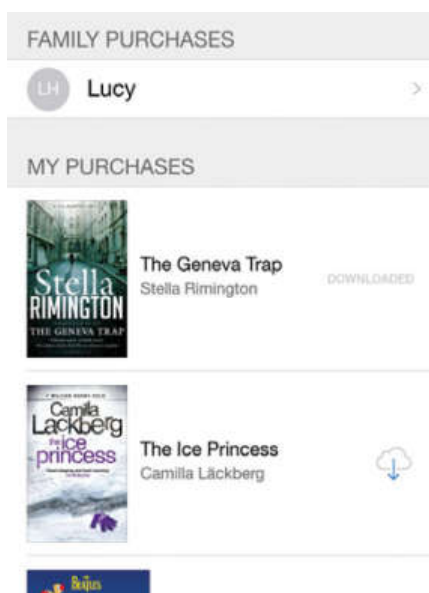 FAMILY PURCHASES
LH
Lucy
MY PURCHASES
Stella
RIMINGTON
THE GENEVA TRAP
The Geneva Trap
Stella Rimington
DOWNLOADED
Camilla
Läckberg
the ice
princess
The Ice Princess
Camilla Läckberg